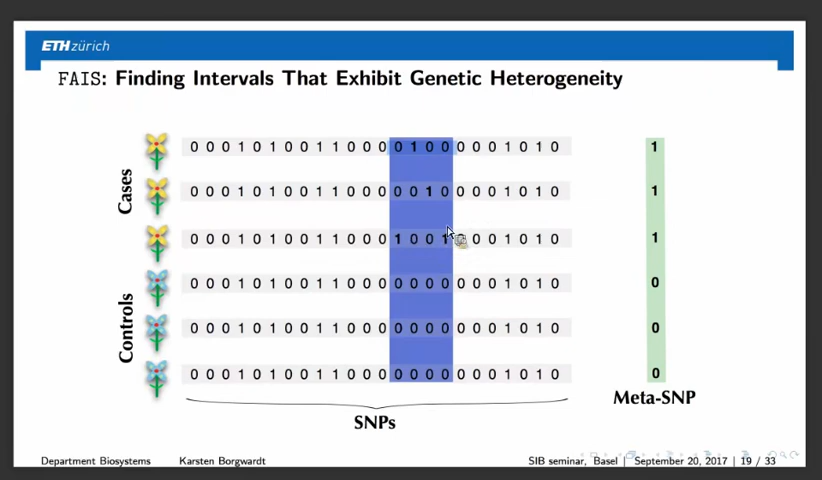 ETH zürich
FAIS: Finding Intervals That Exhibit Genetic Heterogeneity
Cases
Controls
0 0 0 1 0 1 0 0 1 1 0 0 0 0 1 0 0 0 0 0 1 0 1 0 1
0 0 0 1 0 1 0 0 1 1 0 0 0 0 0 1 0 0 0 0 1 0 1 0 1
0 0 0 1 0 1 0 0 1 1 0 0 0 1 0 0 1 0 0 0 1 0 1 0 1
0 0 0 1 0 1 0 0 1 1 0 0 0 0 0 0 0 0 0 0 1 0 1 0 0
0 0 0 1 0 1 0 0 1 1 0 0 0 0 0 0 0 0 0 0 1 0 1 0 0
0 0 0 1 0 1 0 0 1 1 0 0 0 0 0 0 0 0 0 0 1 0 1 0 0
SNPs
Meta-SNP
Department Biosystems Karsten Borgwardt SIB seminar, Basel | September 20, 2017 | 19 / 33